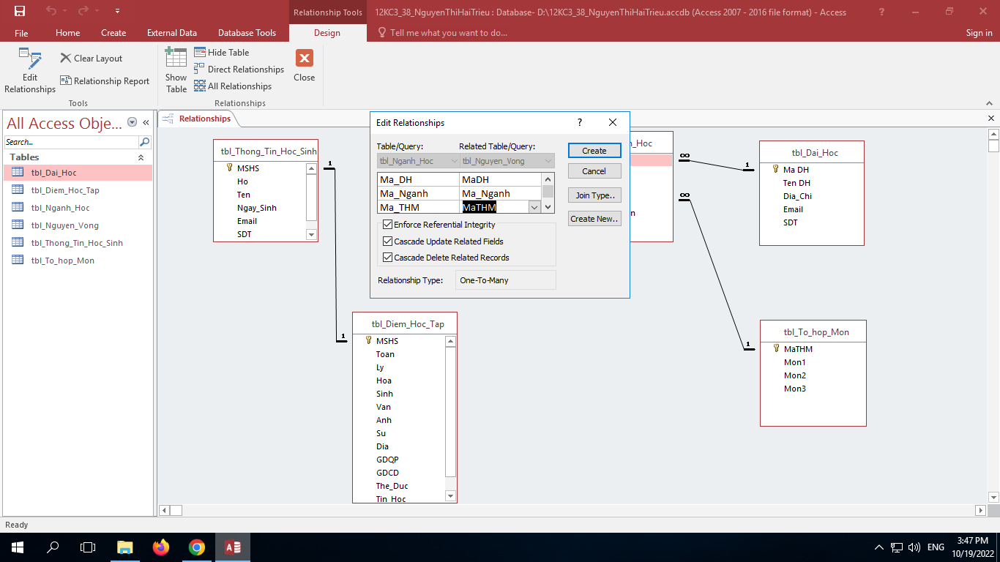 Relationship Tools
12KC3_38_NguyenThiHaiTrieu : Database- D:\12KC3_38_NguyenThiHaiTrieu.accdb (Access 2007 - 2016 file format) - Access
?
File
Home
Create
External Data
Database Tools
Design
Tell me what you want to do...
Sign in
Edit
Relationships
Clear Layout
Relationship Report
Tools
Show
Table
Hide Table
Direct Relationships
All Relationships
Close
Relationships
All Access Obje...
Search...
Tables
tbl_Dai_Hoc
tbl_Diem_Hoc_Tap
tbl_Nganh_Hoc
tbl_Nguyen_Vong
tbl_Thong_Tin_Hoc_Sinh
tbl_To_hop_Mon
Relationships
tbl_Thong_Tin_Hoc_Sinh
MSHS
Ho
Ten
Ngay_Sinh
Email
SDT
1
1
Edit Relationships
?
Table/Query:
Related Table/Query:
tbl_Nganh_Hoc
tbl_Nguyen_Vong
Ma_DH
MaDH
Ma_Nganh
Ma_Nganh
Ma_THM
MaTHM
Enforce Referential Integrity
Cascade Update Related Fields
Cascade Delete Related Records
Relationship Type:
One-To-Many
Create
Cancel
Join Type..
Create New..
_Hoc
n
∞
1
∞
1
tbl_Dai_Hoc
Ma DH
Ten DH
Dia_Chi
Email
SDT
tbl_Diem_Hoc_Tap
MSHS
Toan
Ly
Hoa
Sinh
Van
Anh
Su
Dia
GDQP
GDCD
The_Duc
Tin_Hoc
tbl_To_hop_Mon
MaTHM
Mon1
Mon2
Mon3
Ready
ENG
3:47 PM
10/19/2022